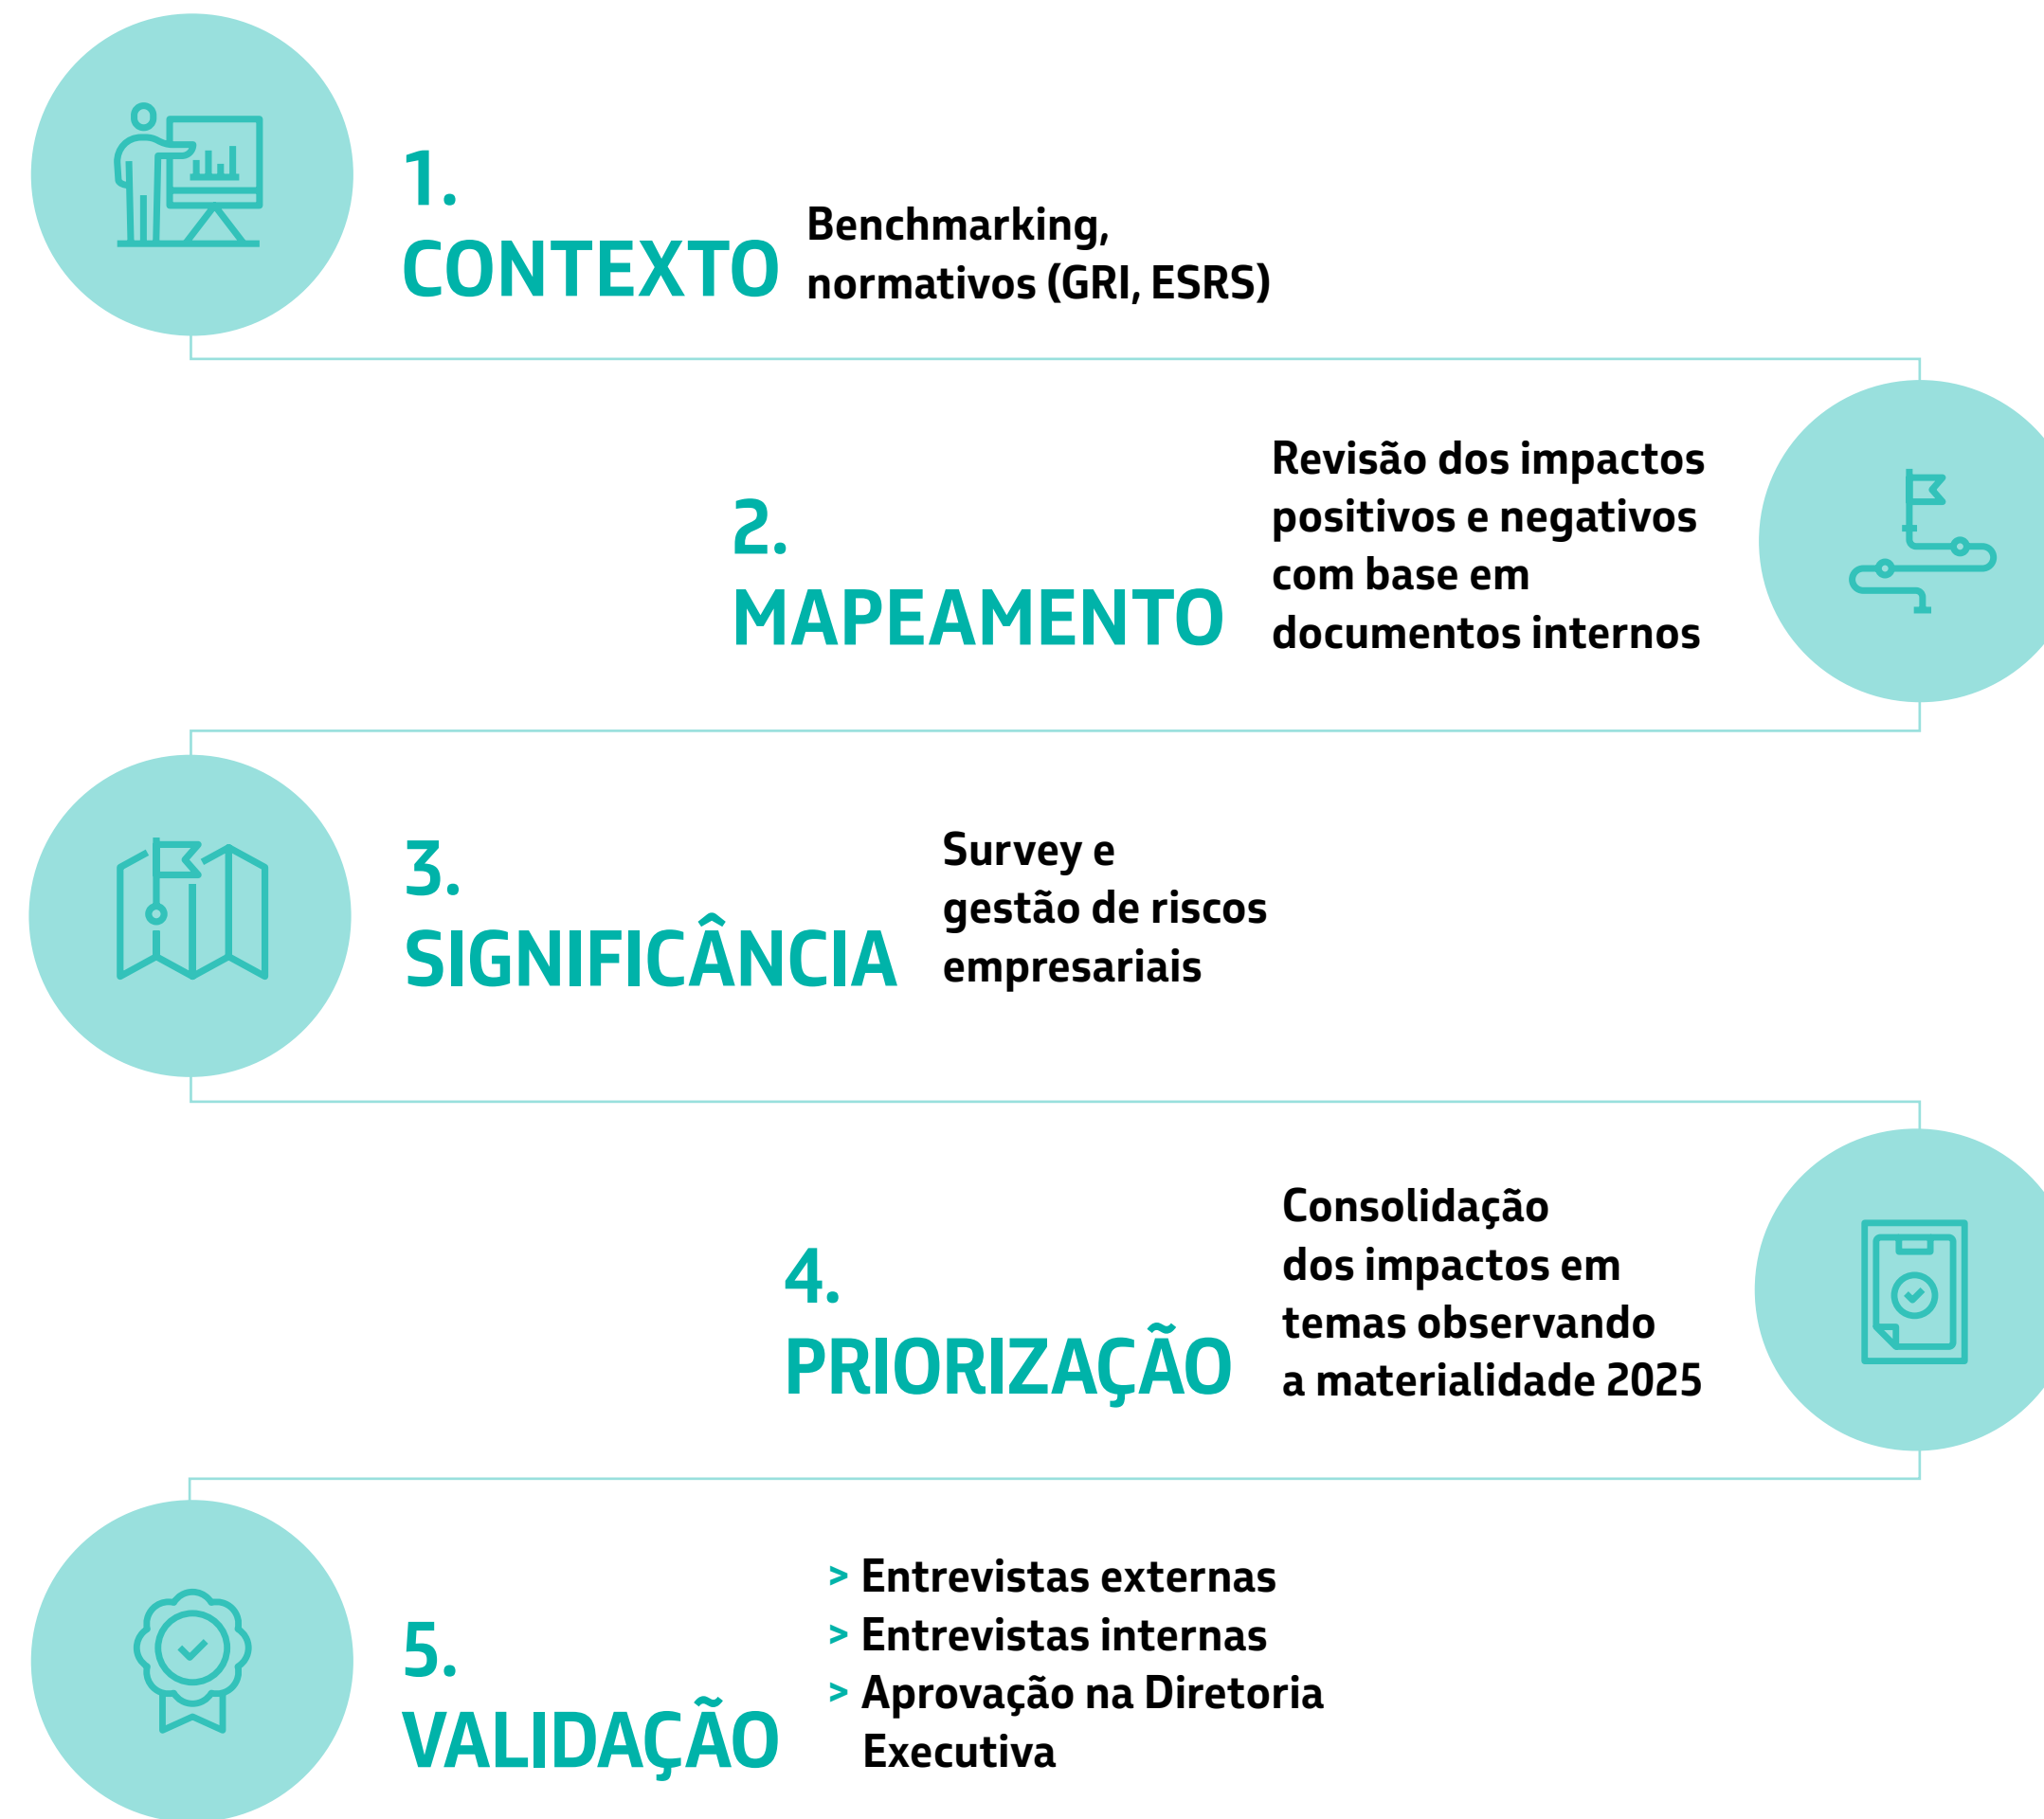 1.
CONTEXTO
Benchmarking,
normativos (GRI, ESRS)
2.
MAPEAMENTO
Revisão dos impactos
positivos e negativos
com base em
documentos internos
3.
SIGNIFICÂNCIA
Survey e
gestão de riscos
empresariais
4.
PRIORIZAÇÃO
Consolidação
dos impactos em
temas observando
a materialidade 2025
5.
VALIDAÇÃO
> Entrevistas externas
> Entrevistas internas
> Aprovação na Diretoria
Executiva